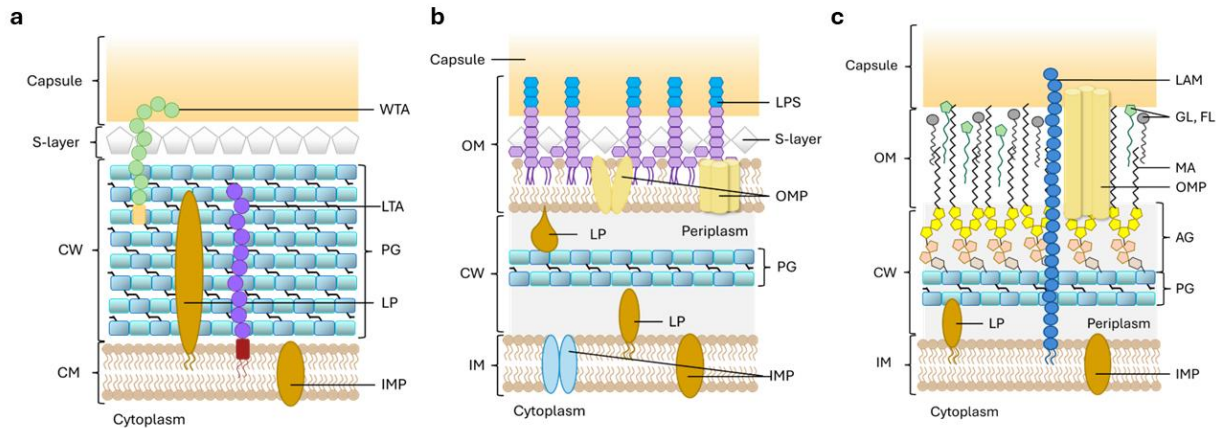 a
Capsule
WTA
S-layer
LTA
CW
PG
LP
CM
IMP
Cytoplasm
b
Capsule
LPS
OM
S-layer
OMP
LP
Periplasm
CW
PG
LP
IM
IMP
Cytoplasm
c
Capsule
LAM
GL, FL
OM
MA
OMP
AG
CW
PG
LP
Periplasm
IM
IMP
Cytoplasm